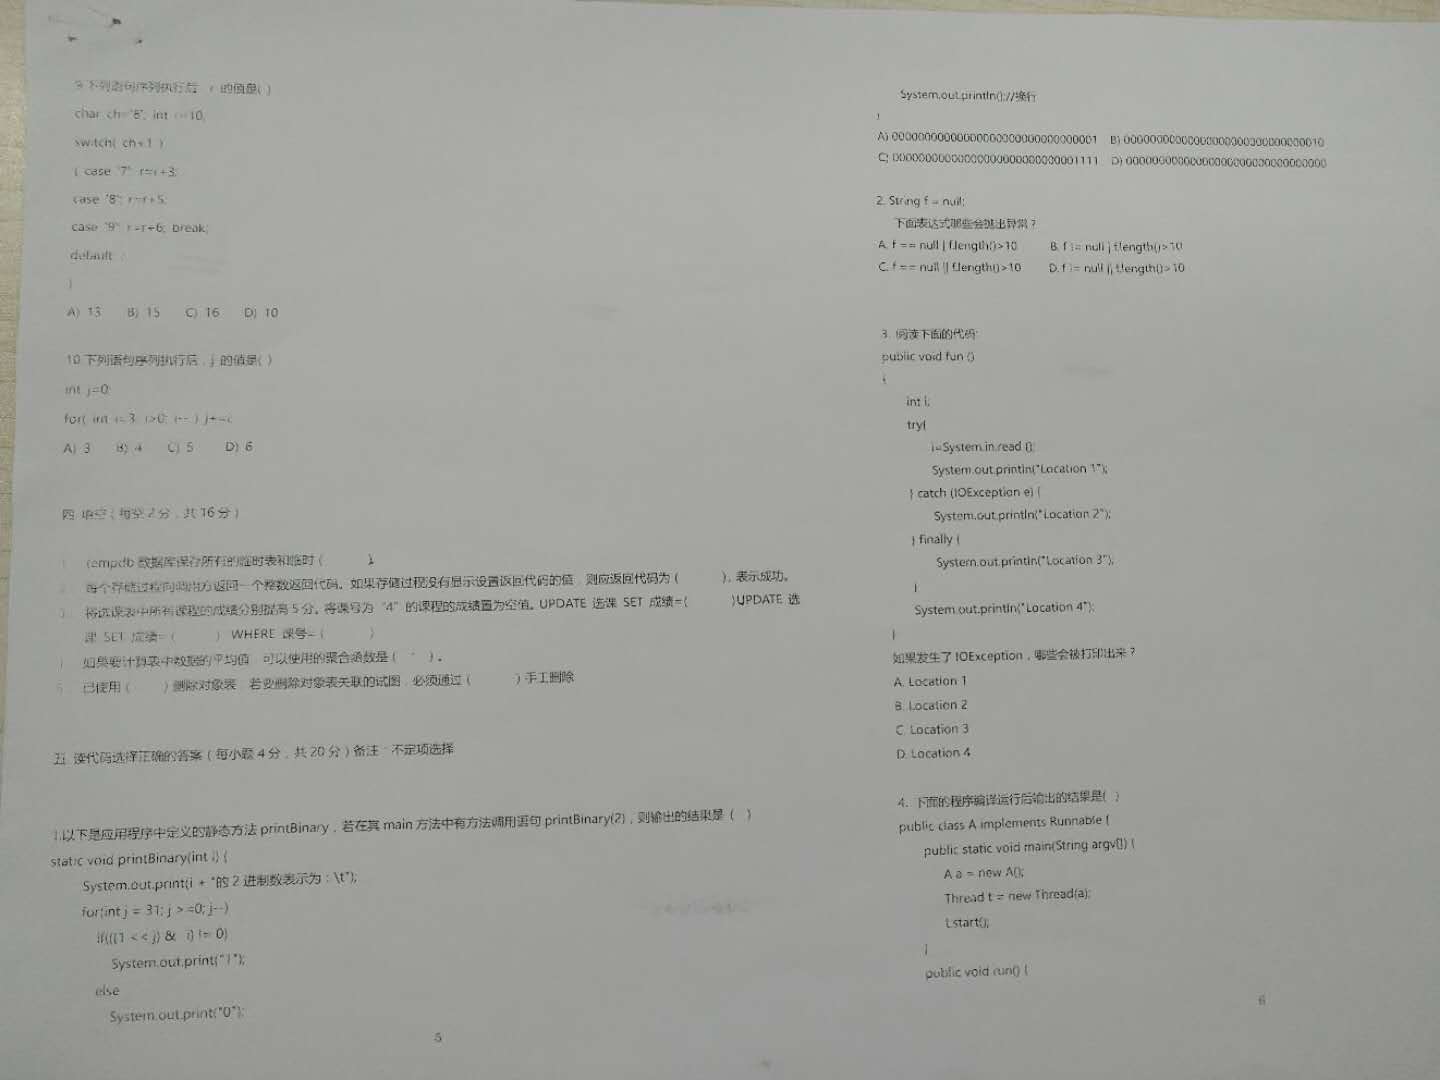 9.下列语句序列执行后，r 的值是( )
char ch='8'; int r=10;
switch( ch+1 )
{ case '7': r=r+3;
case '8': r=r+5;
case '9': r=r+6; break;
default: ;
}
A) 13 B) 15 C) 16 D) 10
10.下列语句序列执行后，j 的值是( )
int j=0;
for( int i=3; i>0; i-- ) j+=i;
A) 3 B) 4 C) 5 D) 6
四. 填空（每空2分，共16分）
1. tempdb 数据库保存所有的临时表和临时（ ）.
2. 每个存储过程向调用方返回一个整数返回代码。如果存储过程没有显示设置返回代码的值，则应返回代码为（ ），表示成功。
3. 将选课表中所有课程的成绩分别提高5分。将课号为“4”的课程的成绩置为空值。UPDATE 选课 SET 成绩=( )UPDATE 选
课 SET 成绩=（ ） WHERE 课号=（ ）
如果要计算表中数据的平均值，可以使用的聚合函数是（ ）。
5. 已使用（ ）删除对象表，若要删除对象表关联的试图，必须通过（ ）手工删除
五. 读代码选择正确的答案（每小题4分，共20分）备注：不定项选择
1.以下是应用程序中定义的静态方法 printBinary，若在其 main 方法中有方法调用语句 printBinary(2)，则输出的结果是（ ）
static void printBinary(int i) {
System.out.print(i + "的2进制数表示为：\t");
for(int j = 31; j >=0; j--)
if(((1 << j) & i) != 0)
System.out.print("1");
else
System.out.print("0");
5
System.out.println();//换行
}
A) 00000000000000000000000000000001 B) 00000000000000000000000000000010
C) 00000000000000000000000000001111 D) 00000000000000000000000000000000
2. String f = null;
下面表达式哪些会抛出异常？
A. f == null | f.length()>10 B. f != null | f.length()>10
C. f == null || f.length()>10 D. f != null || f.length()>10
3. 阅读下面的代码:
public void fun ()
{
int i;
try{
i=System.in.read ();
System.out.println("Location 1");
} catch (IOException e) {
System.out.println("Location 2");
} finally {
System.out.println("Location 3");
}
System.out.println("Location 4");
}
如果发生了 IOException，哪些会被打印出来？
A. Location 1
B. Location 2
C. Location 3
D. Location 4
4. 下面的程序编译运行后输出的结果是( )
public class A implements Runnable {
public static void main(String argv[]) {
A a = new A();
Thread t = new Thread(a);
t.start();
}
public void run() {
6